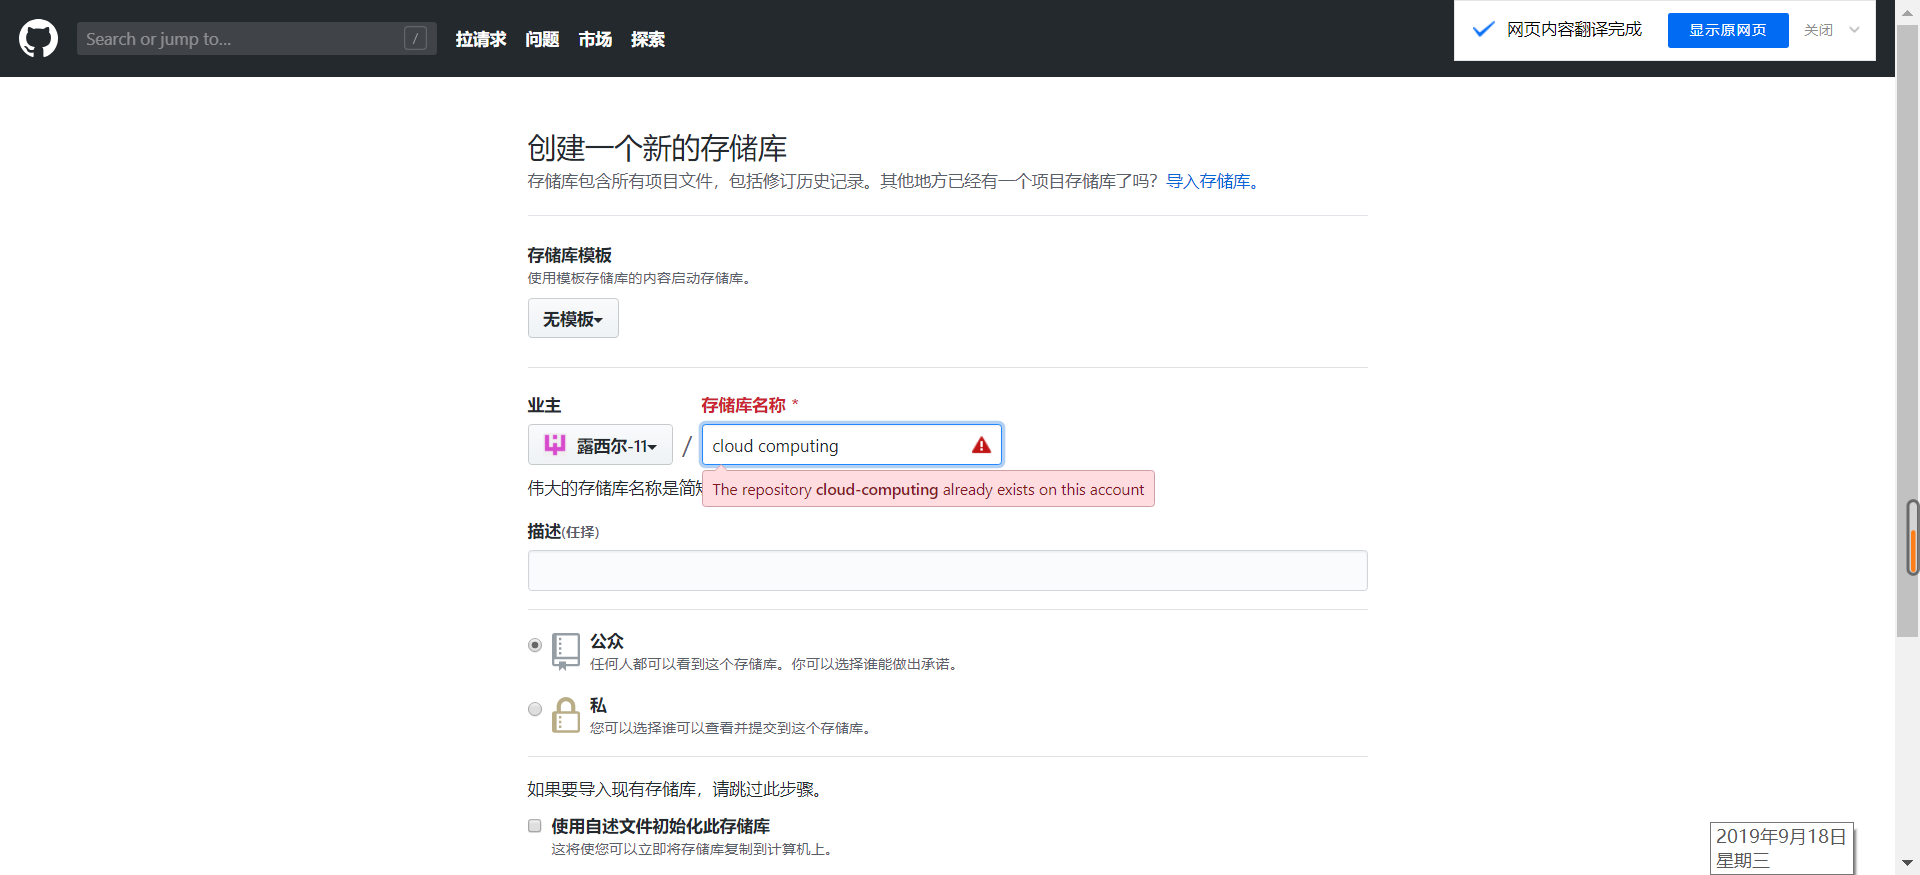 Search or jump to...
/
拉请求 问题 市场 探索
网页内容翻译完成 显示原网页 关闭
创建一个新的存储库
存储库包含所有项目文件，包括修订历史记录。其他地方已经有一个项目存储库了吗？导入存储库。
存储库模板
使用模板存储库的内容启动存储库。
无模板
业主 存储库名称 *
露西尔-11 / cloud computing
伟大的存储库名称是简
The repository cloud-computing already exists on this account
描述(任择)
公众
任何人都可以看到这个存储库。你可以选择谁能做出承诺。
私
您可以选择谁可以查看并提交到这个存储库。
如果要导入现有存储库，请跳过此步骤。
使用自述文件初始化此存储库
这将使您可以立即将存储库复制到计算机上。
2019年9月18日
星期三